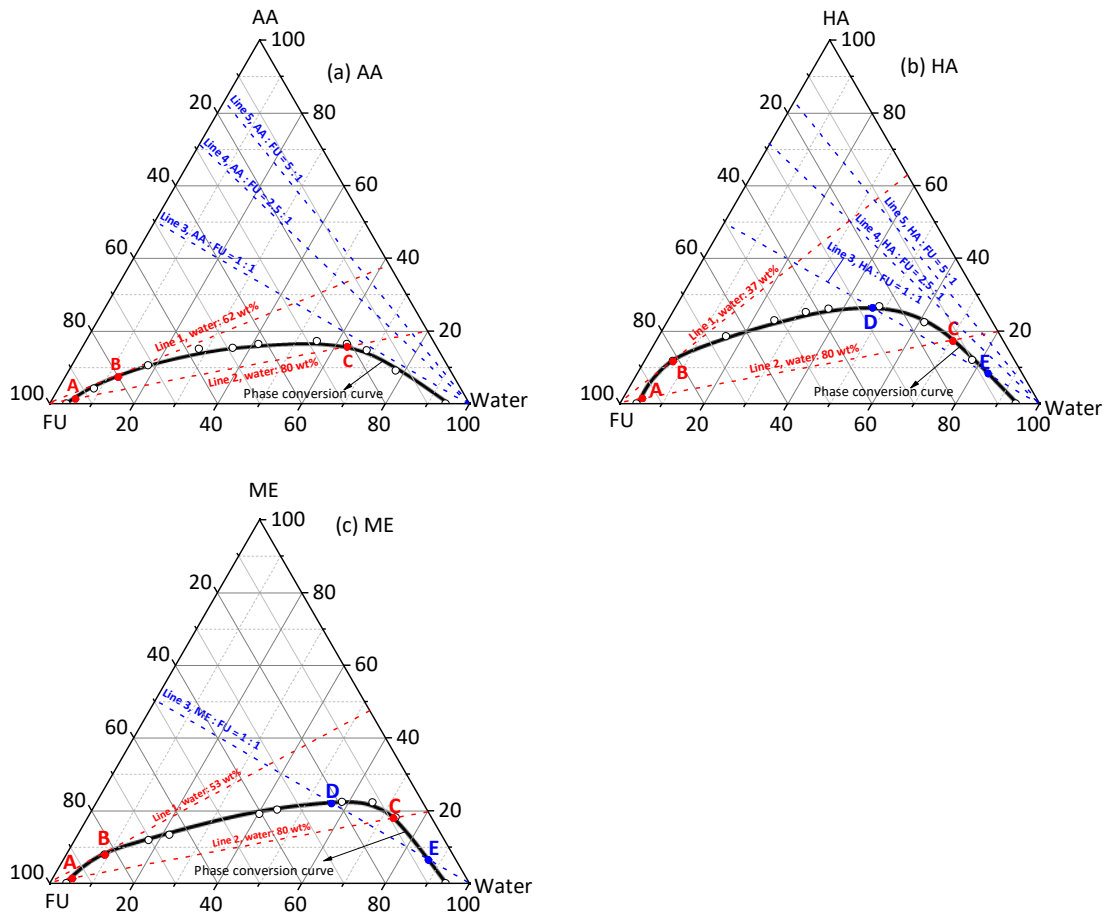 AA
100
(a) AA
20
80
40
60
60
40
80
20
100
Water
FU
20
40
60
80
100
Line 5, AA : FU = 5 : 1
Line 4, AA : FU = 2.5 : 1
Line 3, AA : FU = 1 : 1
Line 1, water: 62 wt%
Line 2, water: 80 wt%
Phase conversion curve
A
B
C
HA
100
(b) HA
20
80
40
60
60
40
80
20
100
Water
FU
20
40
60
80
100
Line 5, HA : FU = 5 : 1
Line 4, HA : FU = 2.5 : 1
Line 3, HA : FU = 1 : 1
Line 1, water: 37 wt%
Line 2, water: 80 wt%
Phase conversion curve
A
B
C
D
E
ME
100
(c) ME
20
80
40
60
60
40
80
20
100
Water
FU
20
40
60
80
100
Line 3, ME : FU = 1 : 1
Line 1, water: 53 wt%
Line 2, water: 80 wt%
Phase conversion curve
A
B
C
D
E